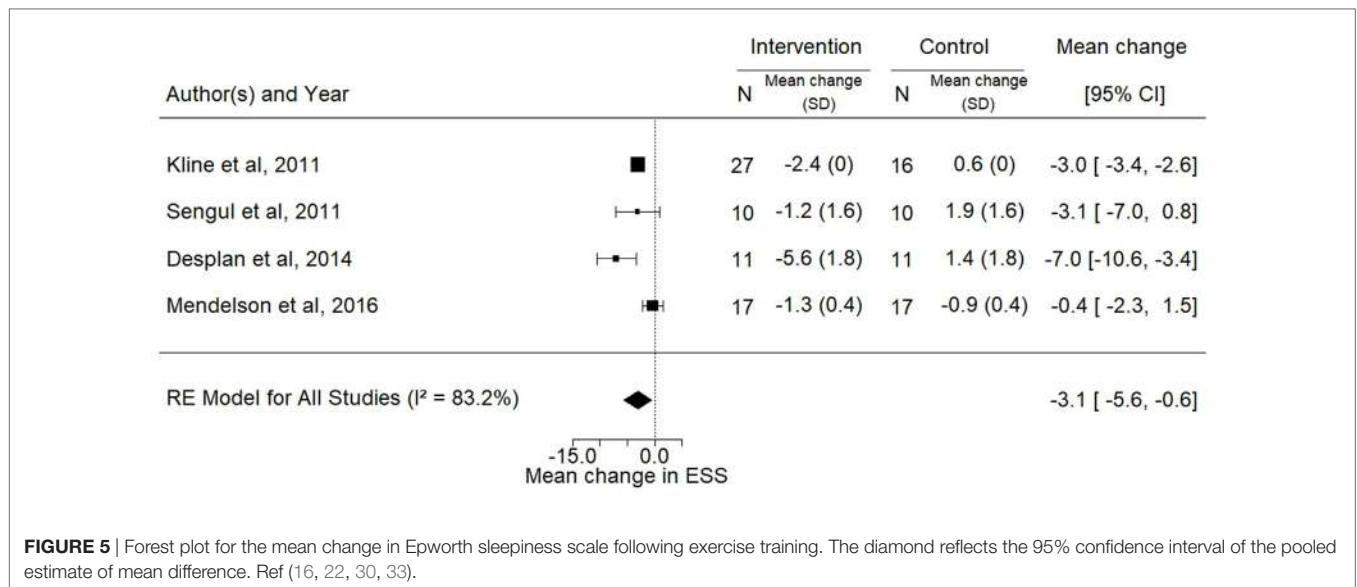 Intervention Control Mean change
Author(s) and Year N Mean change (SD) N Mean change (SD) [95% CI]
Kline et al, 2011 27 -2.4 (0) 16 0.6 (0) -3.0 [ -3.4, -2.6]
Sengul et al, 2011 10 -1.2 (1.6) 10 1.9 (1.6) -3.1 [ -7.0, 0.8]
Desplan et al, 2014 11 -5.6 (1.8) 11 1.4 (1.8) -7.0 [-10.6, -3.4]
Mendelson et al, 2016 17 -1.3 (0.4) 17 -0.9 (0.4) -0.4 [ -2.3, 1.5]
RE Model for All Studies (I² = 83.2%) -3.1 [ -5.6, -0.6]
-15.0 0.0
Mean change in ESS
FIGURE 5 | Forest plot for the mean change in Epworth sleepiness scale following exercise training. The diamond reflects the 95% confidence interval of the pooled
estimate of mean difference. Ref (16, 22, 30, 33).